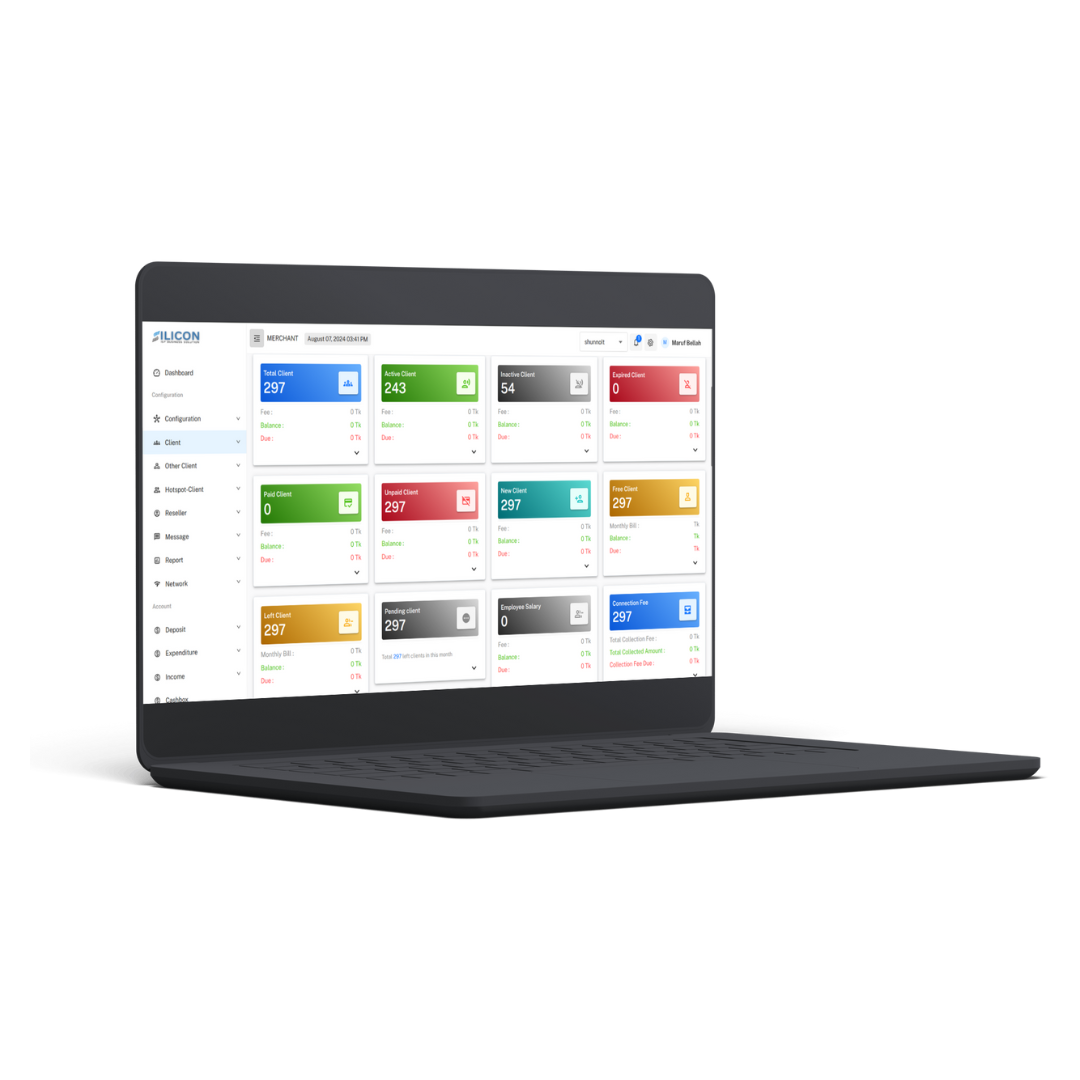 SILICON
MERCHANT
August 07, 2024 03:41 PM
shunnoit
Maruf Bellah
Dashboard
Configuration
Configuration
Client
Other Client
Hotspot-Client
Reseller
Message
Report
Network
Account
Deposit
Expenditure
Income
Cashbox
Total Client
297
Fee :
0 Tk
Balance :
0 Tk
Due :
0 Tk
Active Client
243
Fee :
0 Tk
Balance :
0 Tk
Due :
0 Tk
Inactive Client
54
Fee :
0 Tk
Balance :
0 Tk
Due :
0 Tk
Expired Client
0
Fee :
0 Tk
Balance :
0 Tk
Due :
0 Tk
Paid Client
0
Fee :
0 Tk
Balance :
0 Tk
Due :
0 Tk
Unpaid Client
297
Fee :
0 Tk
Balance :
0 Tk
Due :
0 Tk
New Client
297
Fee :
0 Tk
Balance :
0 Tk
Due :
0 Tk
Free Client
297
Monthly Bill :
Tk
Balance :
Tk
Due :
Tk
Left Client
297
Monthly Bill :
0 Tk
Balance :
0 Tk
Due :
0 Tk
Pending client
297
Total 297 left clients in this month
Employee Salary
0
Fee :
0 Tk
Balance :
0 Tk
Due :
0 Tk
Connection Fee
297
Total Collection Fee :
0 Tk
Total Collected Amount :
0 Tk
Collection Fee Due :
0 Tk